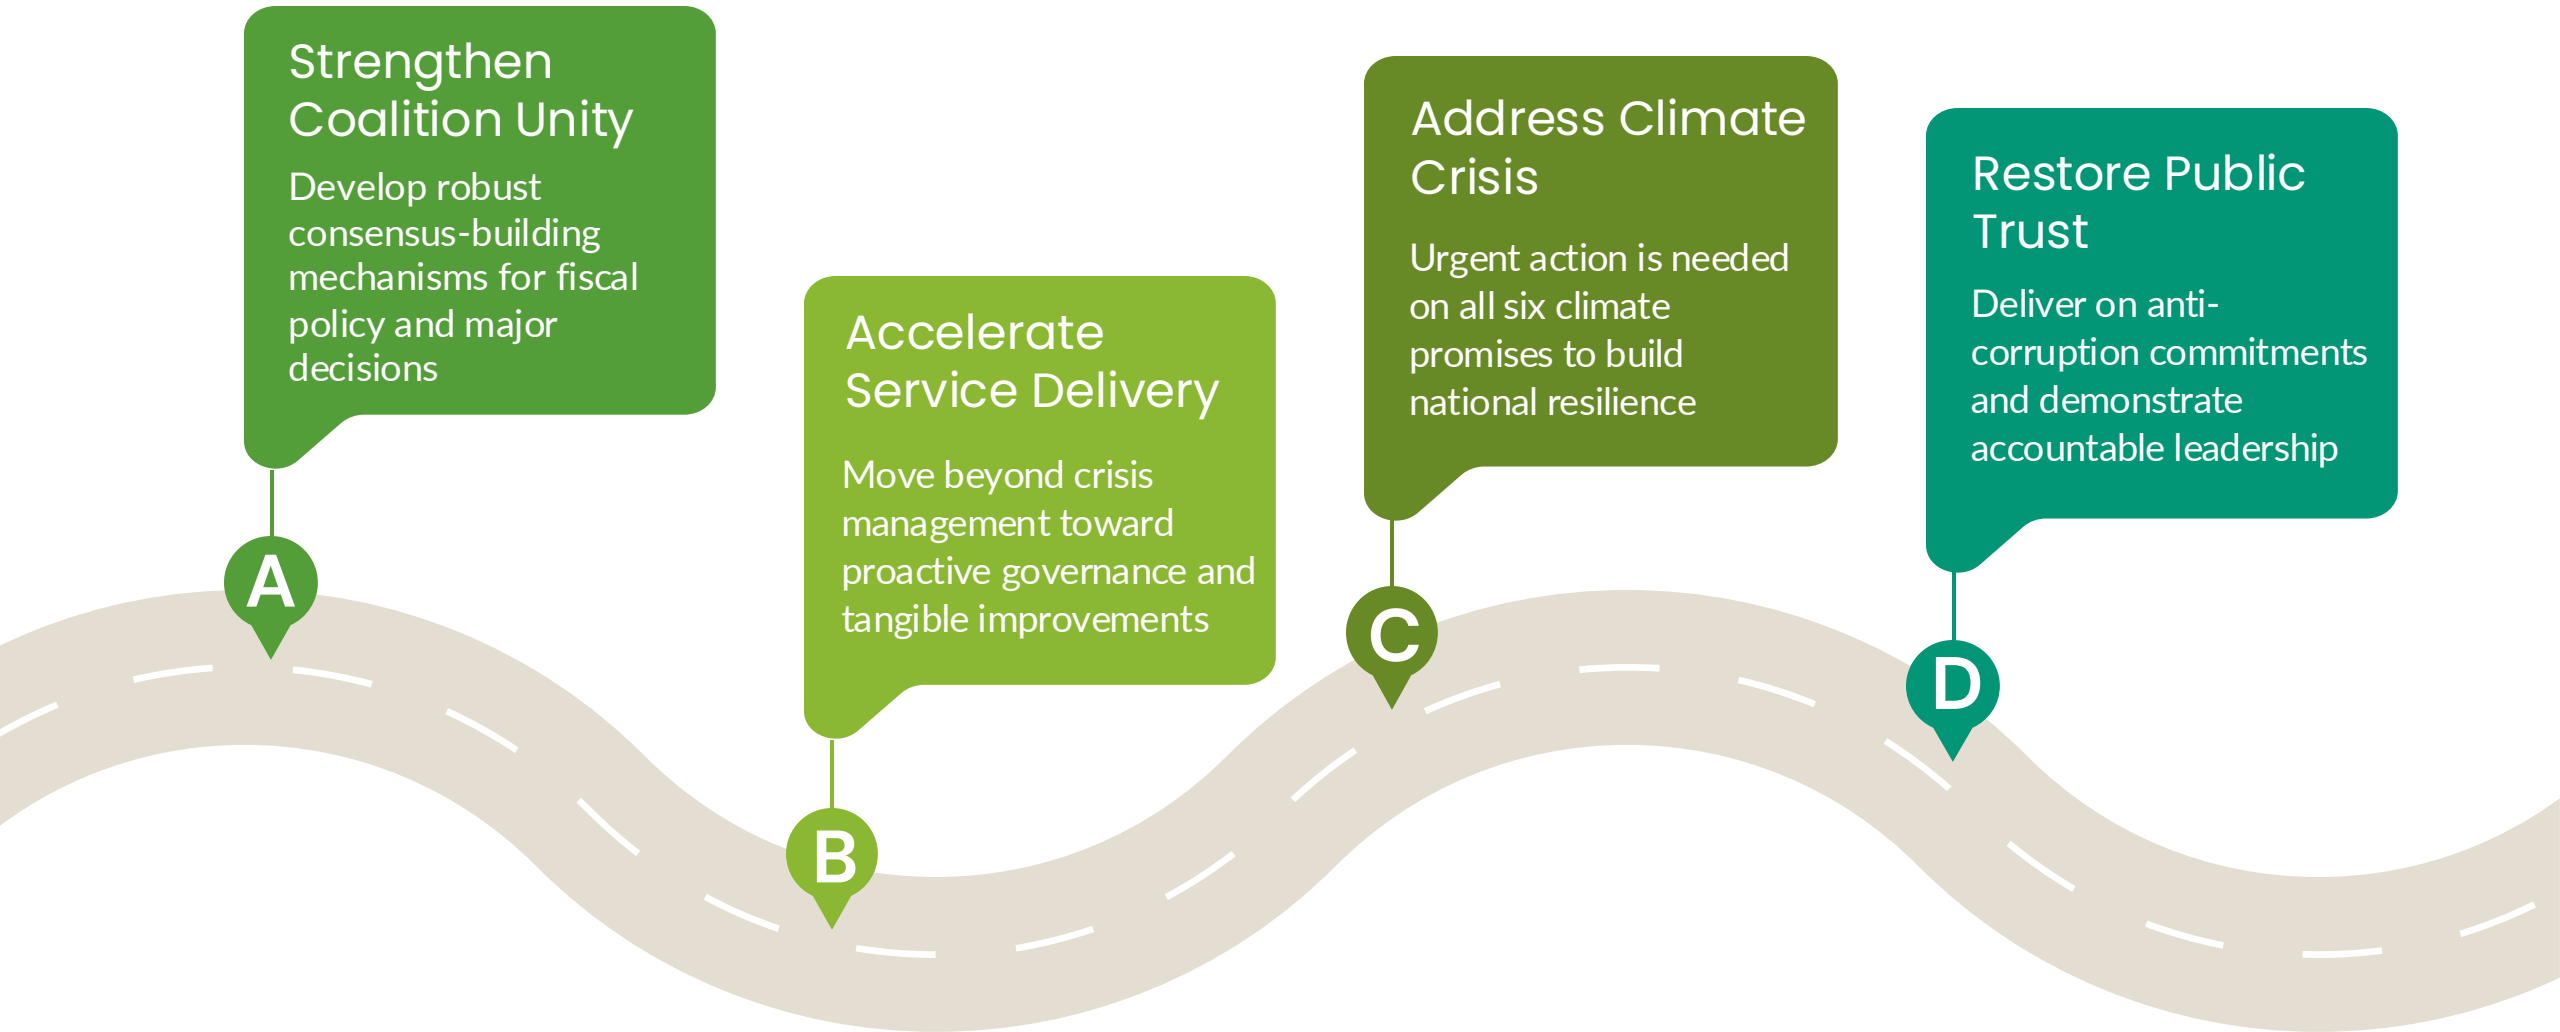 Strengthen
Coalition Unity
Develop robust
consensus-building
mechanisms for fiscal
policy and major
decisions
A
Accelerate
Service Delivery
Move beyond crisis
management toward
proactive governance and
tangible improvements
B
Address Climate
Crisis
Urgent action is needed
on all six climate
promises to build
national resilience
C
Restore Public
Trust
Deliver on anti-
corruption commitments
and demonstrate
accountable leadership
D